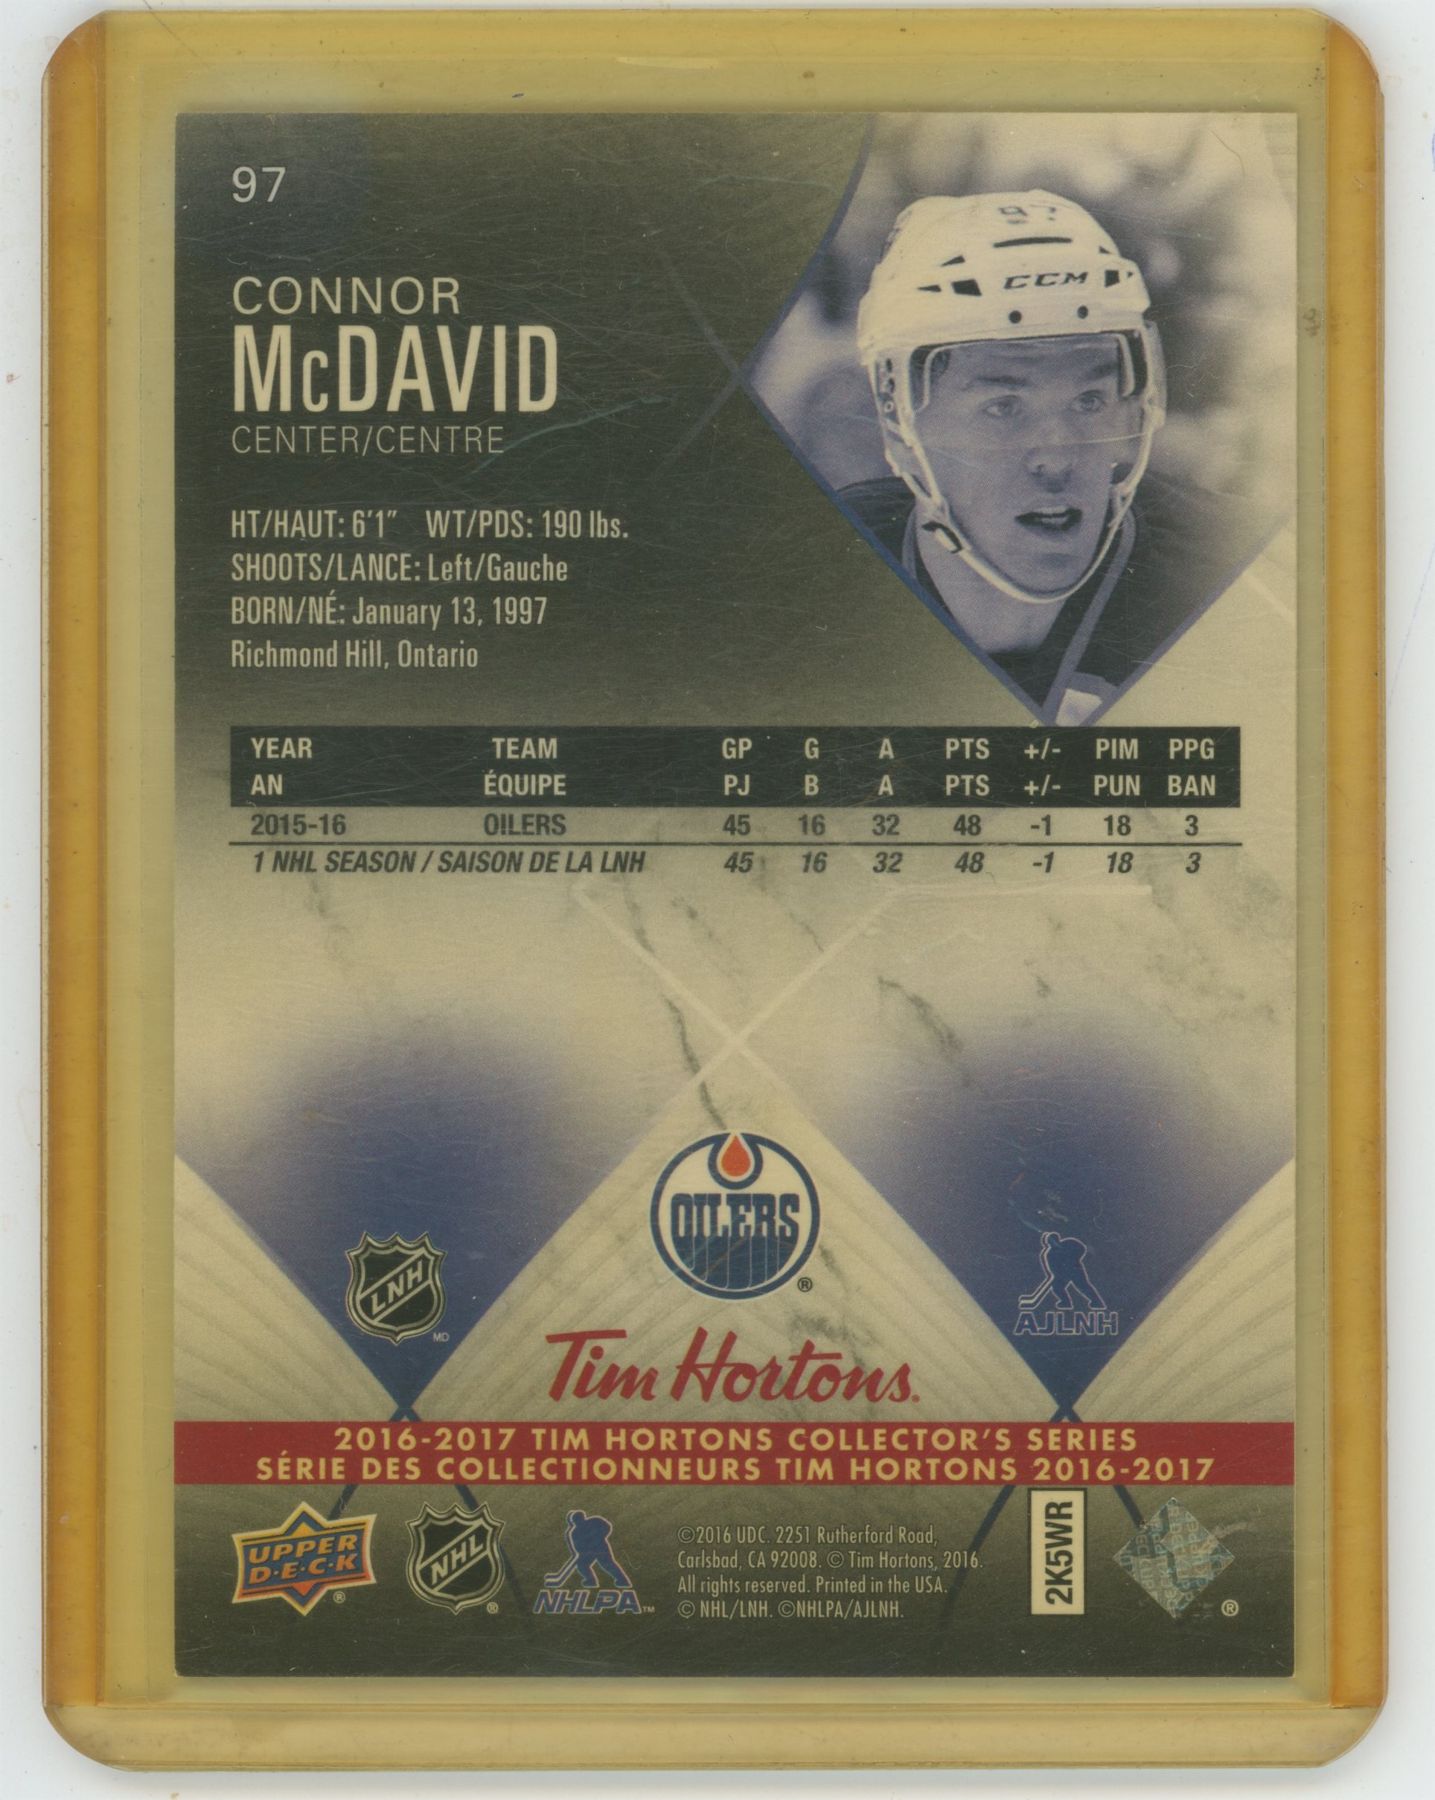 97
CONNOR
McDAVID
CENTER/CENTRE
HT/HAUT: 6'1" WT/PDS: 190 lbs.
SHOOTS/LANCE: Left/Gauche
BORN/NÉ: January 13, 1997
Richmond Hill, Ontario
97
CCM
YEAR TEAM GP G A PTS +/- PIM PPG
AN ÉQUIPE PJ B A PTS +/- PUN BAN
2015-16 OILERS 45 16 32 48 -1 18 3
1 NHL SEASON / SAISON DE LA LNH 45 16 32 48 -1 18 3
OILERS ®
LNH MD
AJLNH
Tim Hortons.
2016-2017 TIM HORTONS COLLECTOR'S SERIES
SÉRIE DES COLLECTIONNEURS TIM HORTONS 2016-2017
UPPER
D·E·C·K ®
NHL ®
NHLPA™
©2016 UDC. 2251 Rutherford Road,
Carlsbad, CA 92008. © Tim Hortons, 2016.
All rights reserved. Printed in the USA.
© NHL/LNH. ©NHLPA/AJLNH.
2K5WR
®